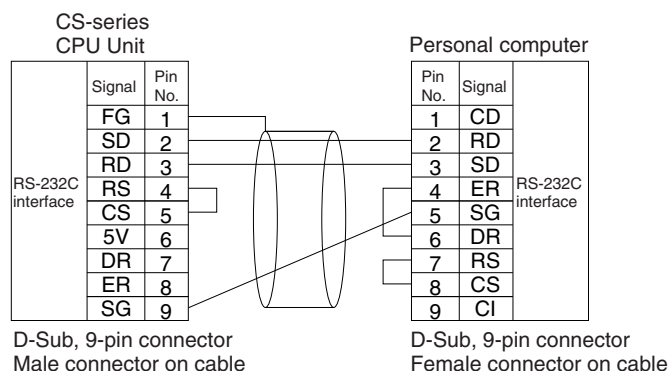 CS-series
CPU Unit
Personal computer
RS-232C
interface
Signal
Pin
No.
FG 1
SD 2
RD 3
RS 4
CS 5
5V 6
DR 7
ER 8
SG 9
Pin
No.
Signal
1 CD
2 RD
3 SD
4 ER
5 SG
6 DR
7 RS
8 CS
9 CI
RS-232C
interface
D-Sub, 9-pin connector
Male connector on cable
D-Sub, 9-pin connector
Female connector on cable